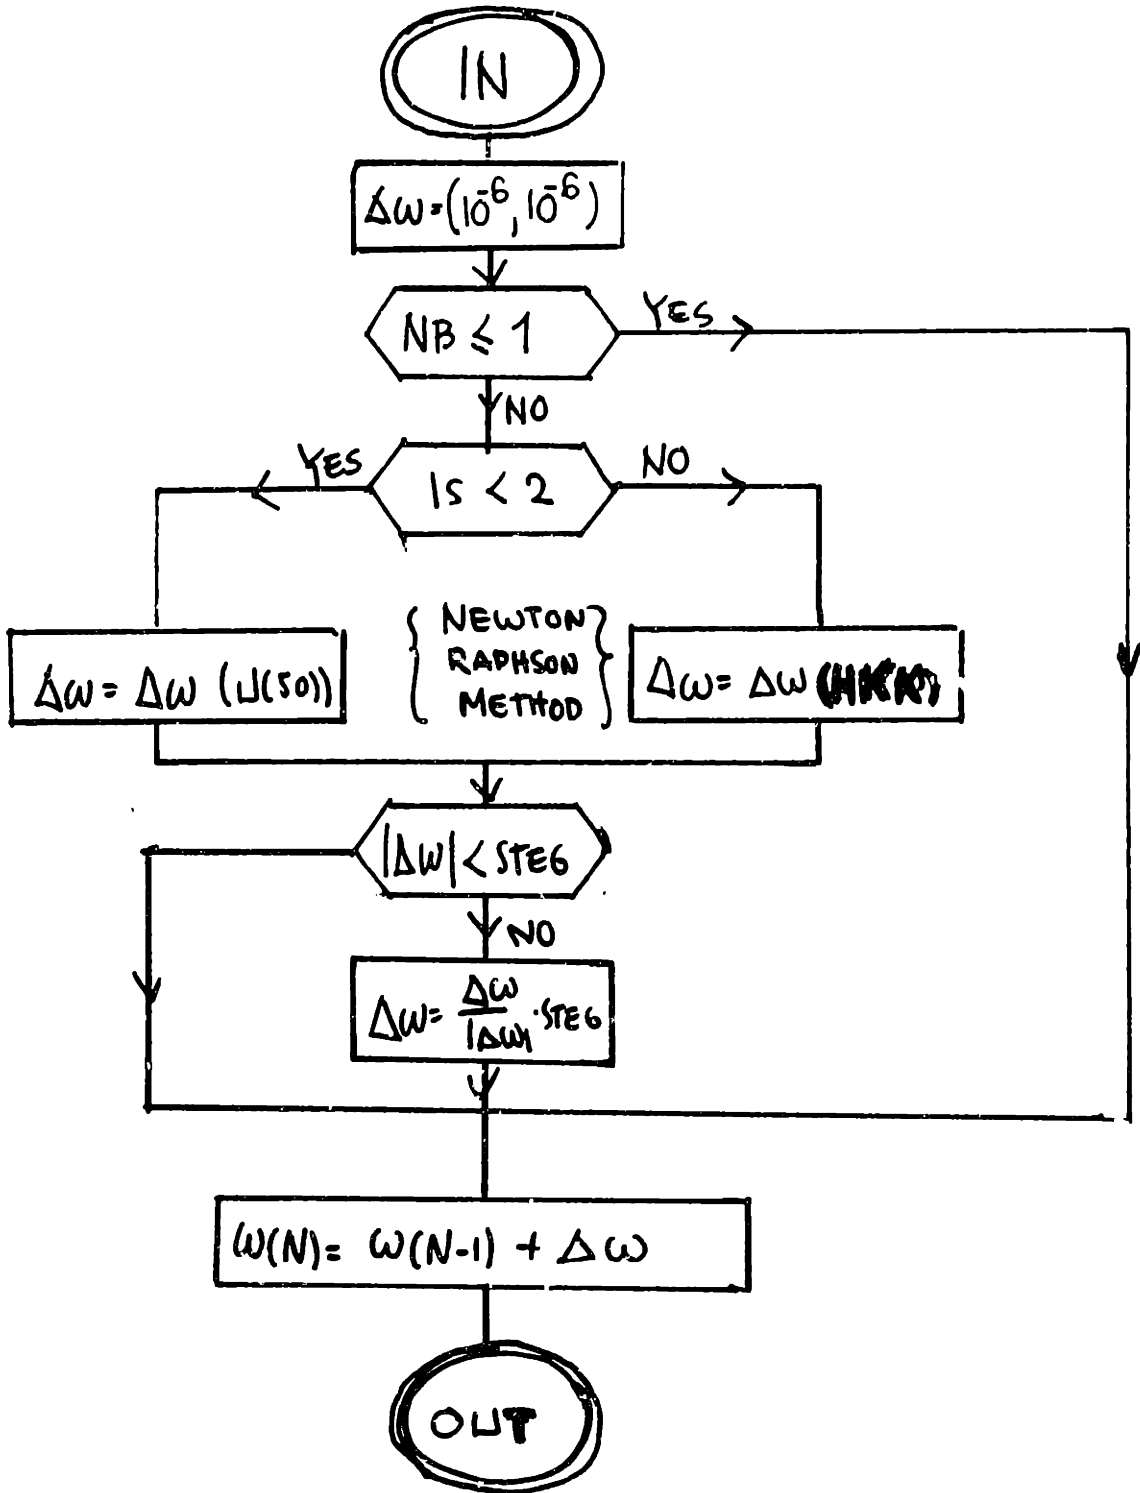 IN
Δω=(10⁻⁶, 10⁻⁶)
NB ≤ 1
YES
NO
IS < 2
YES
NO
Δω= Δω (U(50))
NEWTON
RAPHSON
METHOD
Δω= Δω
|Δω| < STEG
NO
Δω= Δω/|Δω| ·STEG
ω(N)= ω(N-1) + Δω
OUT